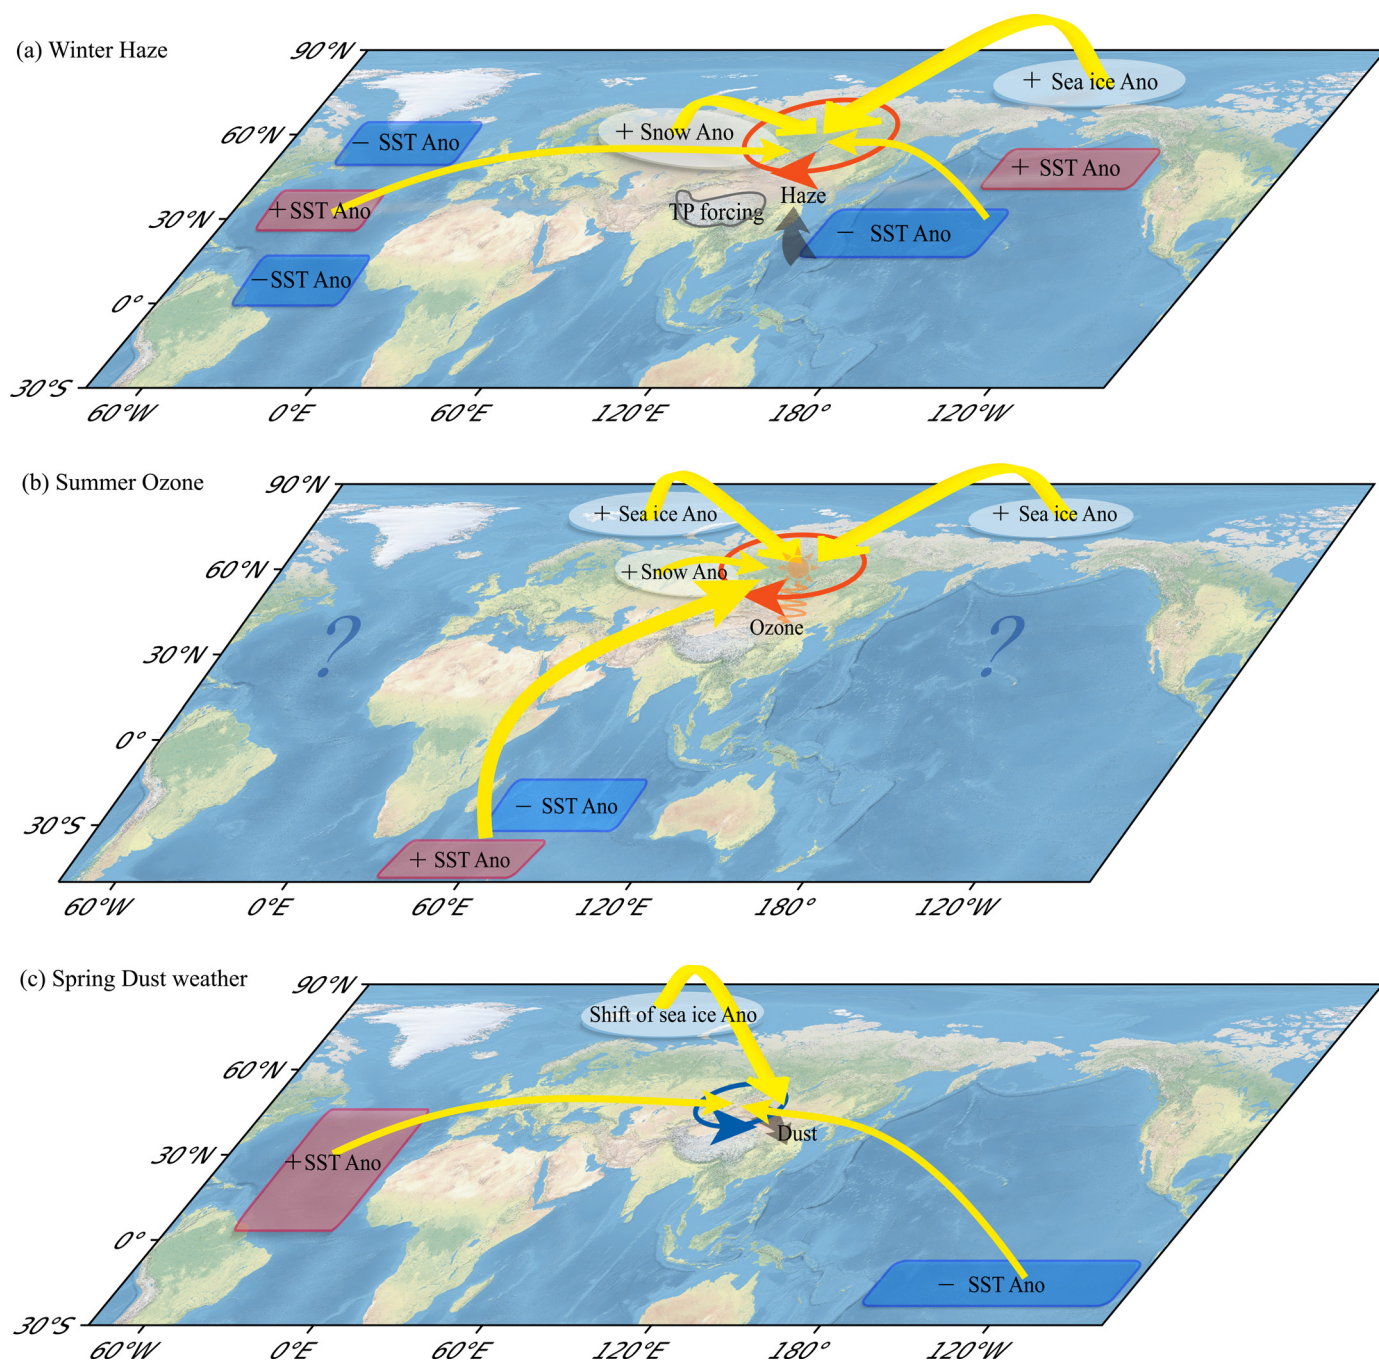 (a) Winter Haze
90°N
60°N
30°N
0°
30°S
60°W
0°E
60°E
120°E
180°
120°W
+ Sea ice Ano
+ Snow Ano
− SST Ano
+ SST Ano
+SST Ano
Haze
TP forcing
− SST Ano
−SST Ano
(b) Summer Ozone
90°N
60°N
30°N
0°
30°S
60°W
0°E
60°E
120°E
180°
120°W
+ Sea ice Ano
+ Sea ice Ano
+Snow Ano
Ozone
?
?
− SST Ano
+ SST Ano
(c) Spring Dust weather
90°N
60°N
30°N
0°
30°S
60°W
0°E
60°E
120°E
180°
120°W
Shift of sea ice Ano
Dust
+SST Ano
− SST Ano